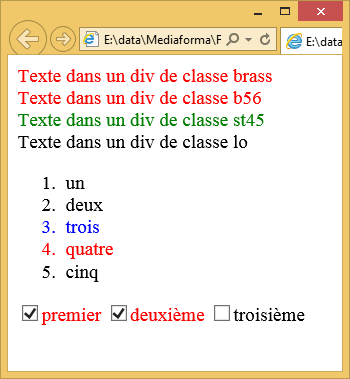 E:\data\Mediaforma\F
E:\data
Texte dans un div de classe brass
Texte dans un div de classe b56
Texte dans un div de classe st45
Texte dans un div de classe lo
1. un
2. deux
3. trois
4. quatre
5. cinq
premier deuxième troisième